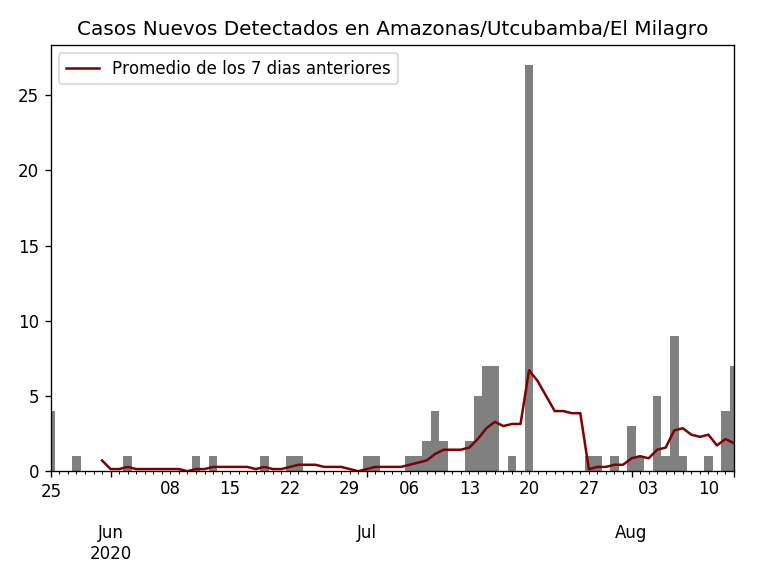 Casos Nuevos Detectados en Amazonas/Utcubamba/El Milagro
Promedio de los 7 dias anteriores
25
20
15
10
5
0
25 08 15 22 29 06 13 20 27 03 10
Jun Jul Aug
2020